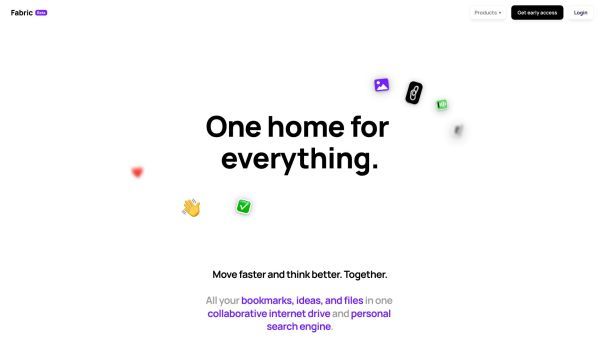 Fabric Beta
Products
Get early access
Login
One home for
everything.
Move faster and think better. Together.
All your bookmarks, ideas, and files in one
collaborative internet drive and personal
search engine.